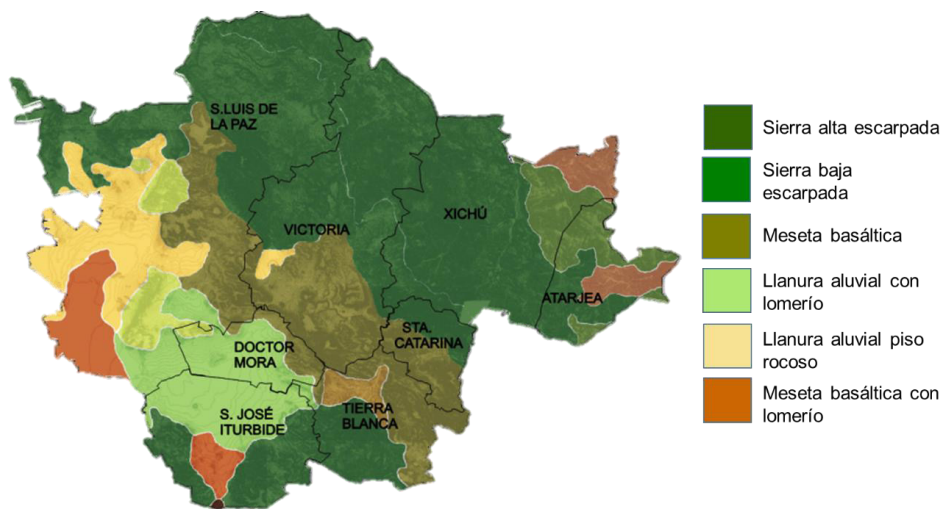 S.LUIS DE
LA PAZ
VICTORIA
XICHÚ
ATARJEA
STA.
CATARINA
DOCTOR
MORA
TIERRA
BLANCA
S. JOSÉ
ITURBIDE
Sierra alta escarpada
Sierra baja
escarpada
Meseta basáltica
Llanura aluvial con
lomerío
Llanura aluvial piso
rocoso
Meseta basáltica con
lomerío